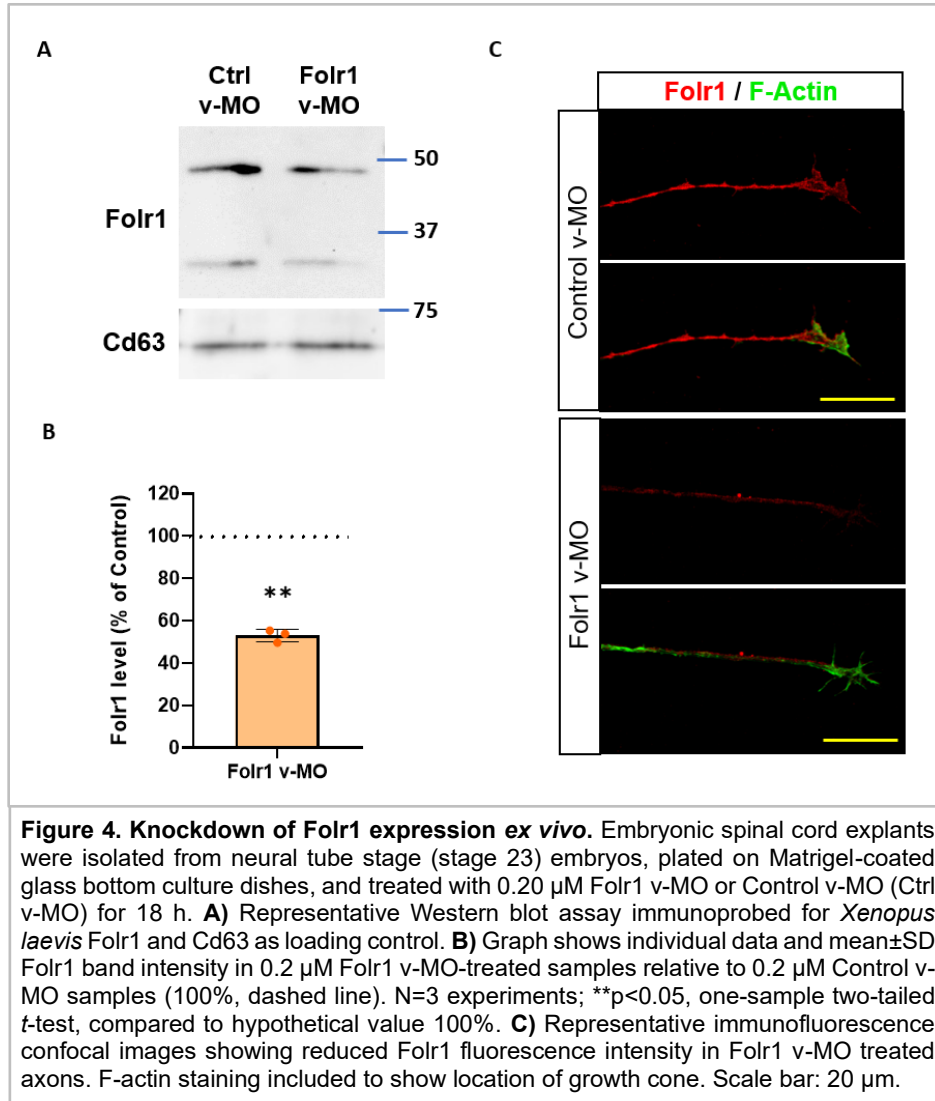 A
Ctrl
v-MO
Folr1
v-MO
50
Folr1
37
75
Cd63
B
120
100
80
60
40
20
0
**
Folr1 level (% of Control)
Folr1 v-MO
C
Folr1 / F-Actin
Control v-MO
Folr1 v-MO
Figure 4. Knockdown of Folr1 expression ex vivo. Embryonic spinal cord explants
were isolated from neural tube stage (stage 23) embryos, plated on Matrigel-coated
glass bottom culture dishes, and treated with 0.20 µM Folr1 v-MO or Control v-MO (Ctrl
v-MO) for 18 h. A) Representative Western blot assay immunoprobed for Xenopus
laevis Folr1 and Cd63 as loading control. B) Graph shows individual data and mean±SD
Folr1 band intensity in 0.2 µM Folr1 v-MO-treated samples relative to 0.2 µM Control v-
MO samples (100%, dashed line). N=3 experiments; **p<0.05, one-sample two-tailed
t-test, compared to hypothetical value 100%. C) Representative immunofluorescence
confocal images showing reduced Folr1 fluorescence intensity in Folr1 v-MO treated
axons. F-actin staining included to show location of growth cone. Scale bar: 20 µm.